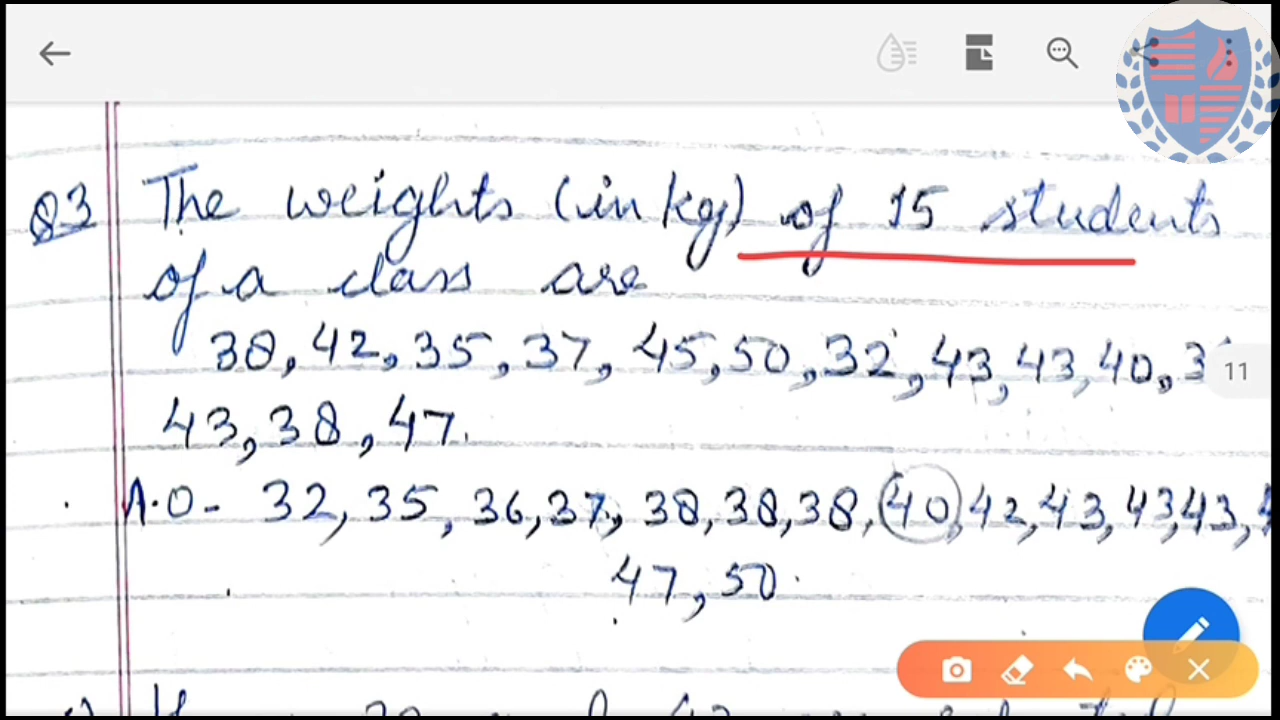 Q3 The weights (in kg) of 15 students
of a class are
38, 42, 35, 37, 45, 50, 32, 43, 43, 40,
11
43, 38, 47.
A.O- 32, 35, 36, 37, 38, 38, 38, 40, 42, 43, 43, 43,
47, 50.